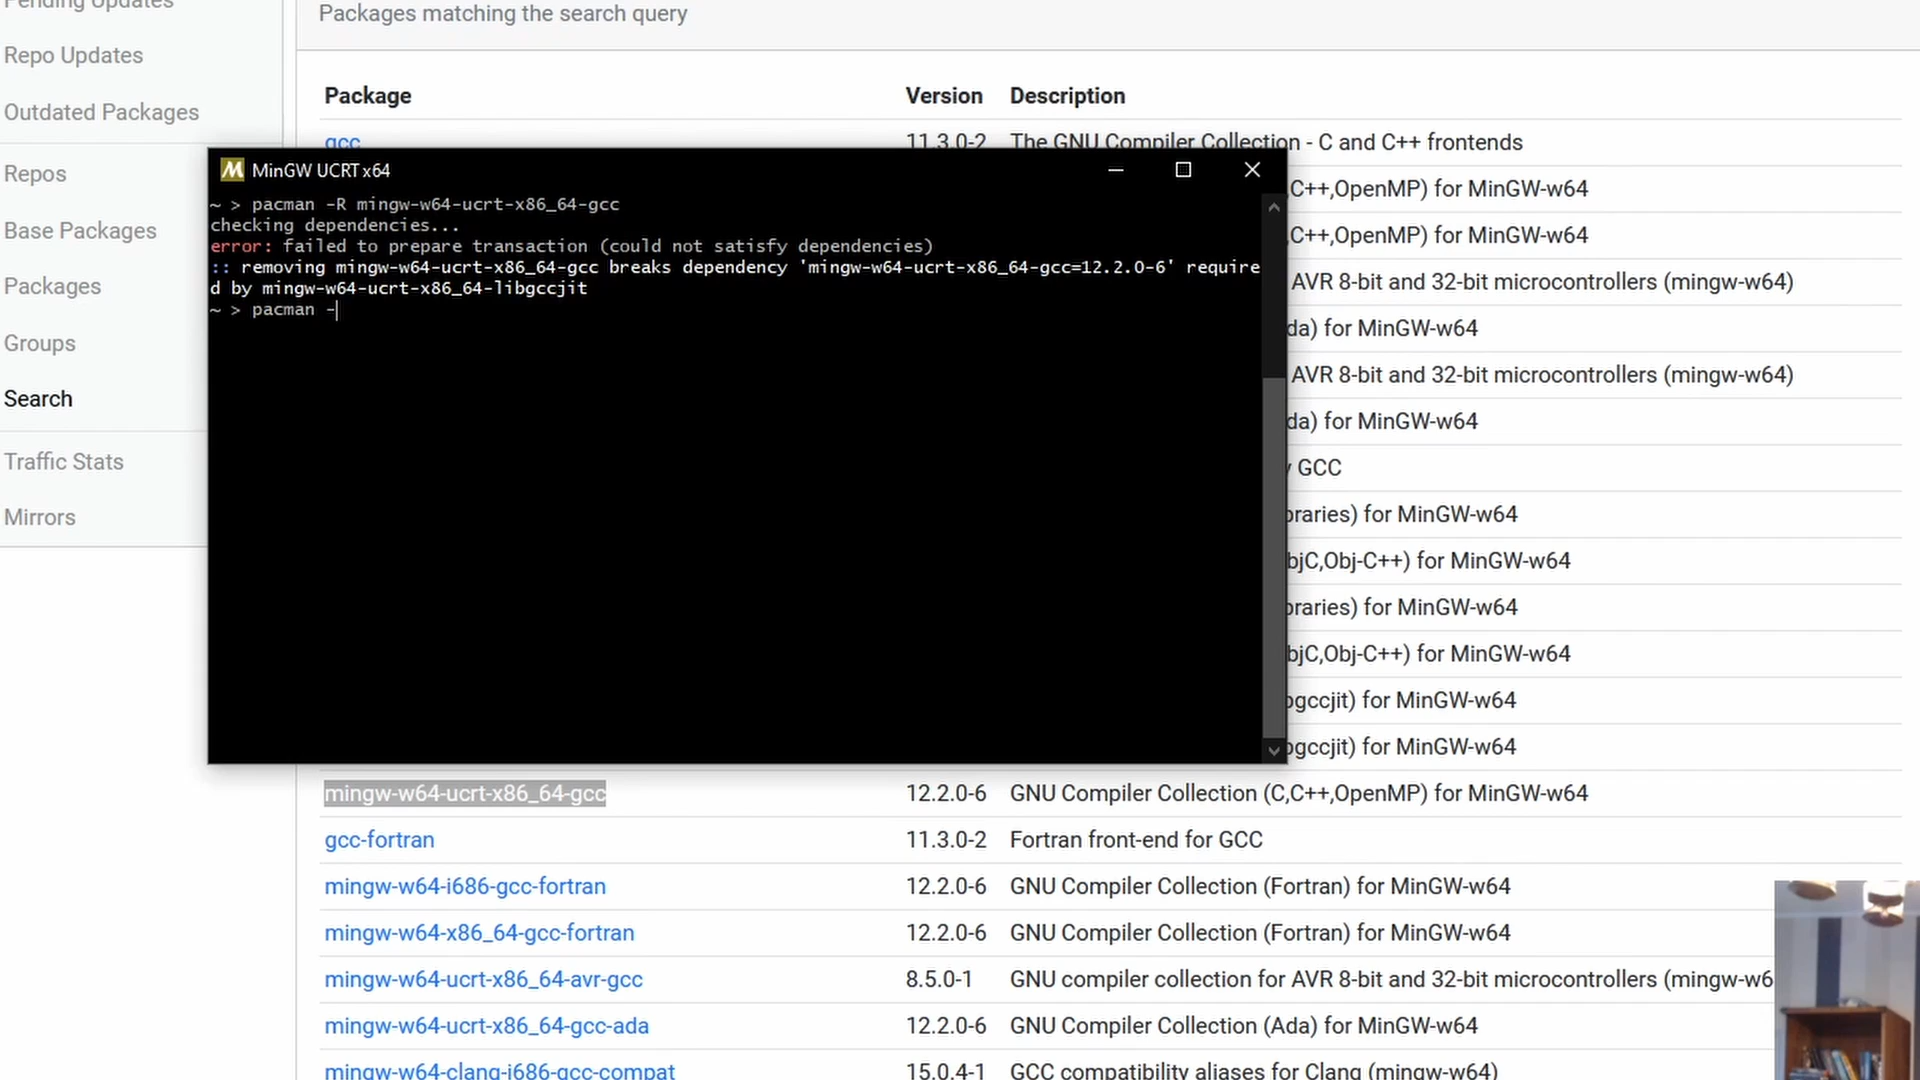 Pending Updates
Repo Updates
Outdated Packages
Repos
Base Packages
Packages
Groups
Search
Traffic Stats
Mirrors
Packages matching the search query
Package Version Description
gcc 11.3.0-2 The GNU Compiler Collection - C and C++ frontends
C++,OpenMP) for MinGW-w64
C++,OpenMP) for MinGW-w64
AVR 8-bit and 32-bit microcontrollers (mingw-w64)
da) for MinGW-w64
AVR 8-bit and 32-bit microcontrollers (mingw-w64)
da) for MinGW-w64
GCC
braries) for MinGW-w64
bjC,Obj-C++) for MinGW-w64
braries) for MinGW-w64
bjC,Obj-C++) for MinGW-w64
bgccjit) for MinGW-w64
bgccjit) for MinGW-w64
MinGW UCRT x64
~ > pacman -R mingw-w64-ucrt-x86_64-gcc
checking dependencies...
error: failed to prepare transaction (could not satisfy dependencies)
:: removing mingw-w64-ucrt-x86_64-gcc breaks dependency 'mingw-w64-ucrt-x86_64-gcc=12.2.0-6' require
d by mingw-w64-ucrt-x86_64-libgccjit
~ > pacman -
mingw-w64-ucrt-x86_64-gcc 12.2.0-6 GNU Compiler Collection (C,C++,OpenMP) for MinGW-w64
gcc-fortran 11.3.0-2 Fortran front-end for GCC
mingw-w64-i686-gcc-fortran 12.2.0-6 GNU Compiler Collection (Fortran) for MinGW-w64
mingw-w64-x86_64-gcc-fortran 12.2.0-6 GNU Compiler Collection (Fortran) for MinGW-w64
mingw-w64-ucrt-x86_64-avr-gcc 8.5.0-1 GNU compiler collection for AVR 8-bit and 32-bit microcontrollers (mingw-w6
mingw-w64-ucrt-x86_64-gcc-ada 12.2.0-6 GNU Compiler Collection (Ada) for MinGW-w64
mingw-w64-clang-i686-gcc-compat 15.0.4-1 GCC compatibility aliases for Clang (mingw-w64)